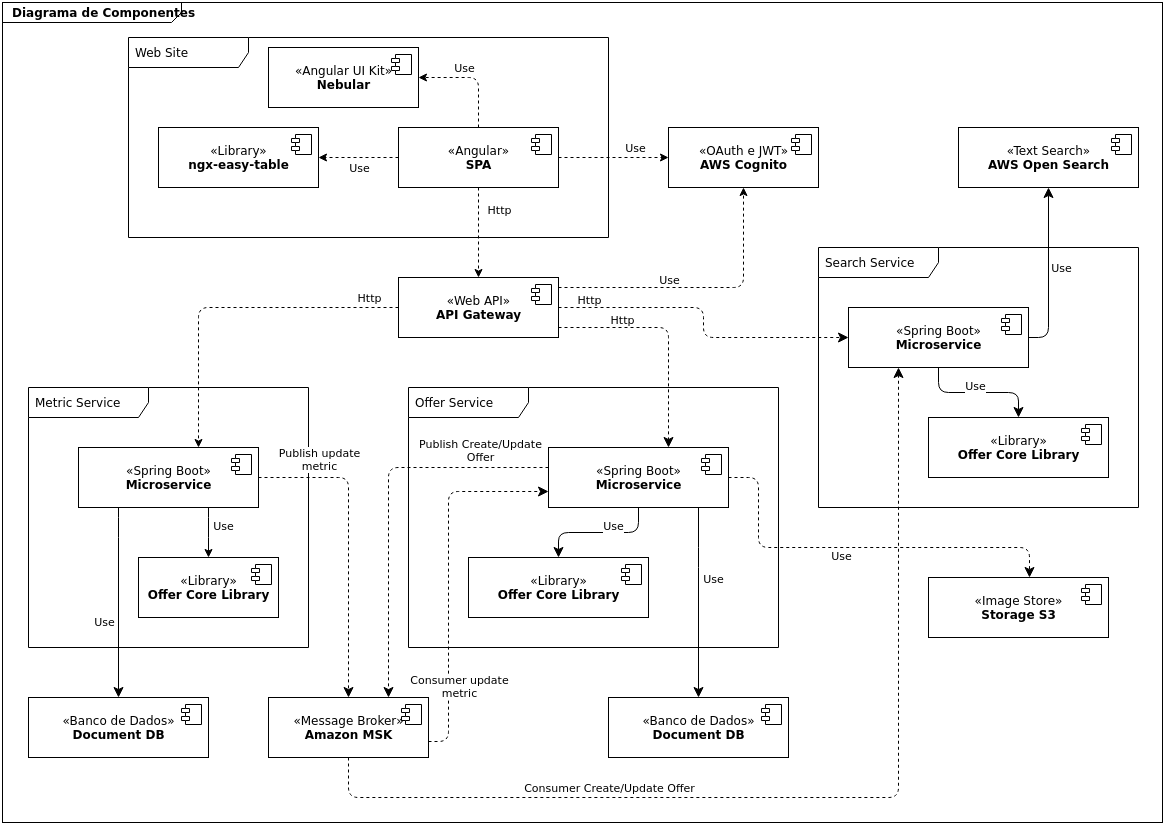 Diagrama de Componentes
Web Site
«Angular UI Kit»
Nebular
Use
«Library»
ngx-easy-table
Use
«Angular»
SPA
Use
«OAuth e JWT»
AWS Cognito
«Text Search»
AWS Open Search
Http
Search Service
Use
«Web API»
API Gateway
Use
Http
Http
Http
«Spring Boot»
Microservice
Use
«Library»
Offer Core Library
Metric Service
Offer Service
«Spring Boot»
Microservice
Publish update
metric
Publish Create/Update
Offer
«Spring Boot»
Microservice
Use
Use
Use
«Library»
Offer Core Library
«Library»
Offer Core Library
Use
Use
«Image Store»
Storage S3
Consumer update
metric
«Banco de Dados»
Document DB
«Message Broker»
Amazon MSK
«Banco de Dados»
Document DB
Consumer Create/Update Offer